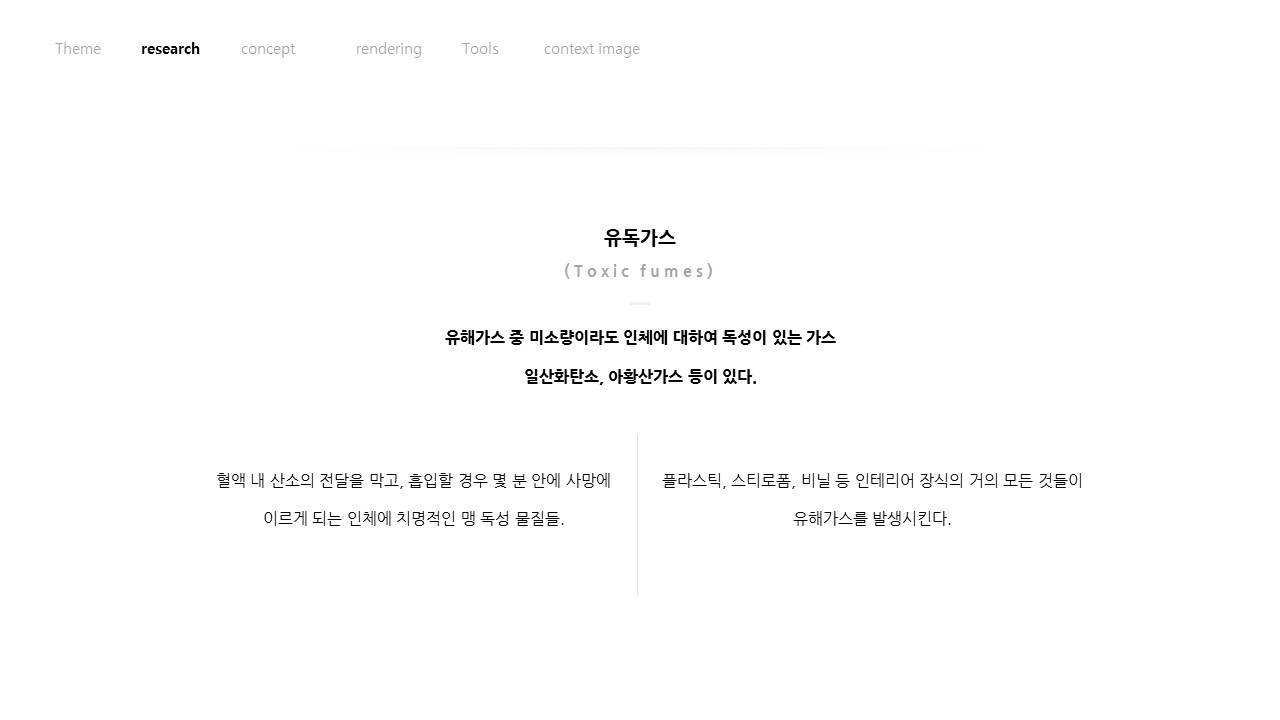 Theme research concept rendering Tools context image
유독가스
(Toxic fumes)
유해가스 중 미소량이라도 인체에 대하여 독성이 있는 가스
일산화탄소, 아황산가스 등이 있다.
혈액 내 산소의 전달을 막고, 흡입할 경우 몇 분 안에 사망에
이르게 되는 인체에 치명적인 맹 독성 물질들.
플라스틱, 스티로폼, 비닐 등 인테리어 장식의 거의 모든 것들이
유해가스를 발생시킨다.